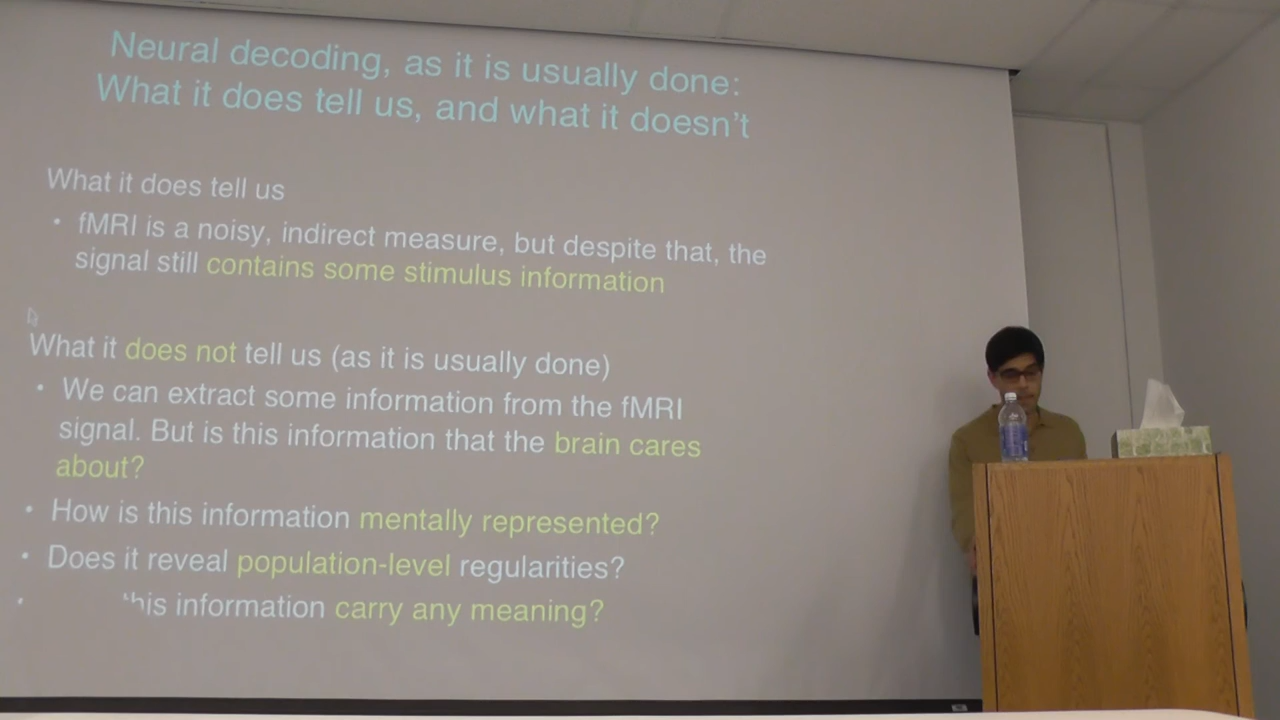 Neural decoding, as it is usually done:
What it does tell us, and what it doesn't
What it does tell us
• fMRI is a noisy, indirect measure, but despite that, the
signal still contains some stimulus information
What it does not tell us (as it is usually done)
• We can extract some information from the fMRI
signal. But is this information that the brain cares
about?
• How is this information mentally represented?
• Does it reveal population-level regularities?
• this information carry any meaning?